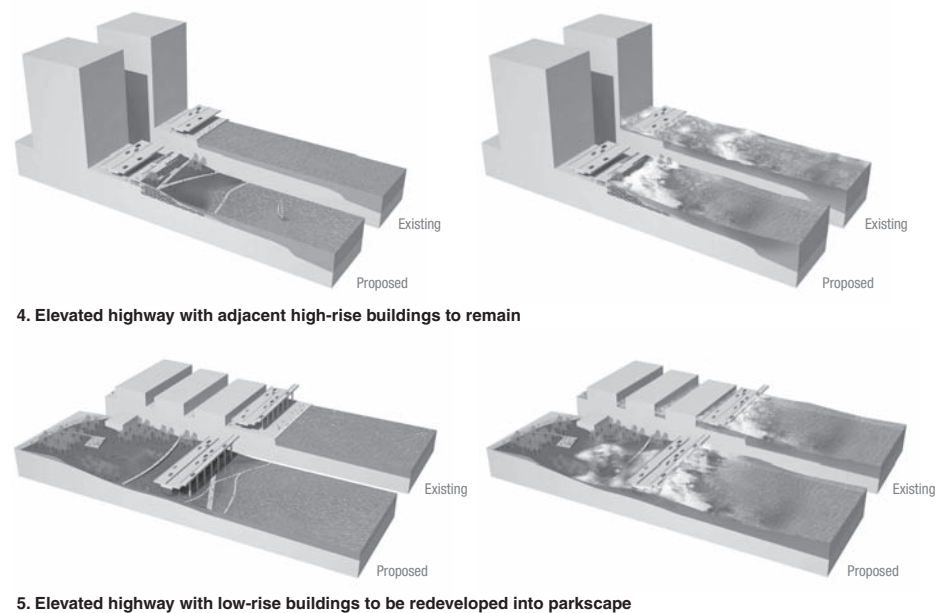 Existing
Existing
Proposed
Proposed
4. Elevated highway with adjacent high-rise buildings to remain
Existing
Existing
Proposed
Proposed
5. Elevated highway with low-rise buildings to be redeveloped into parkscape